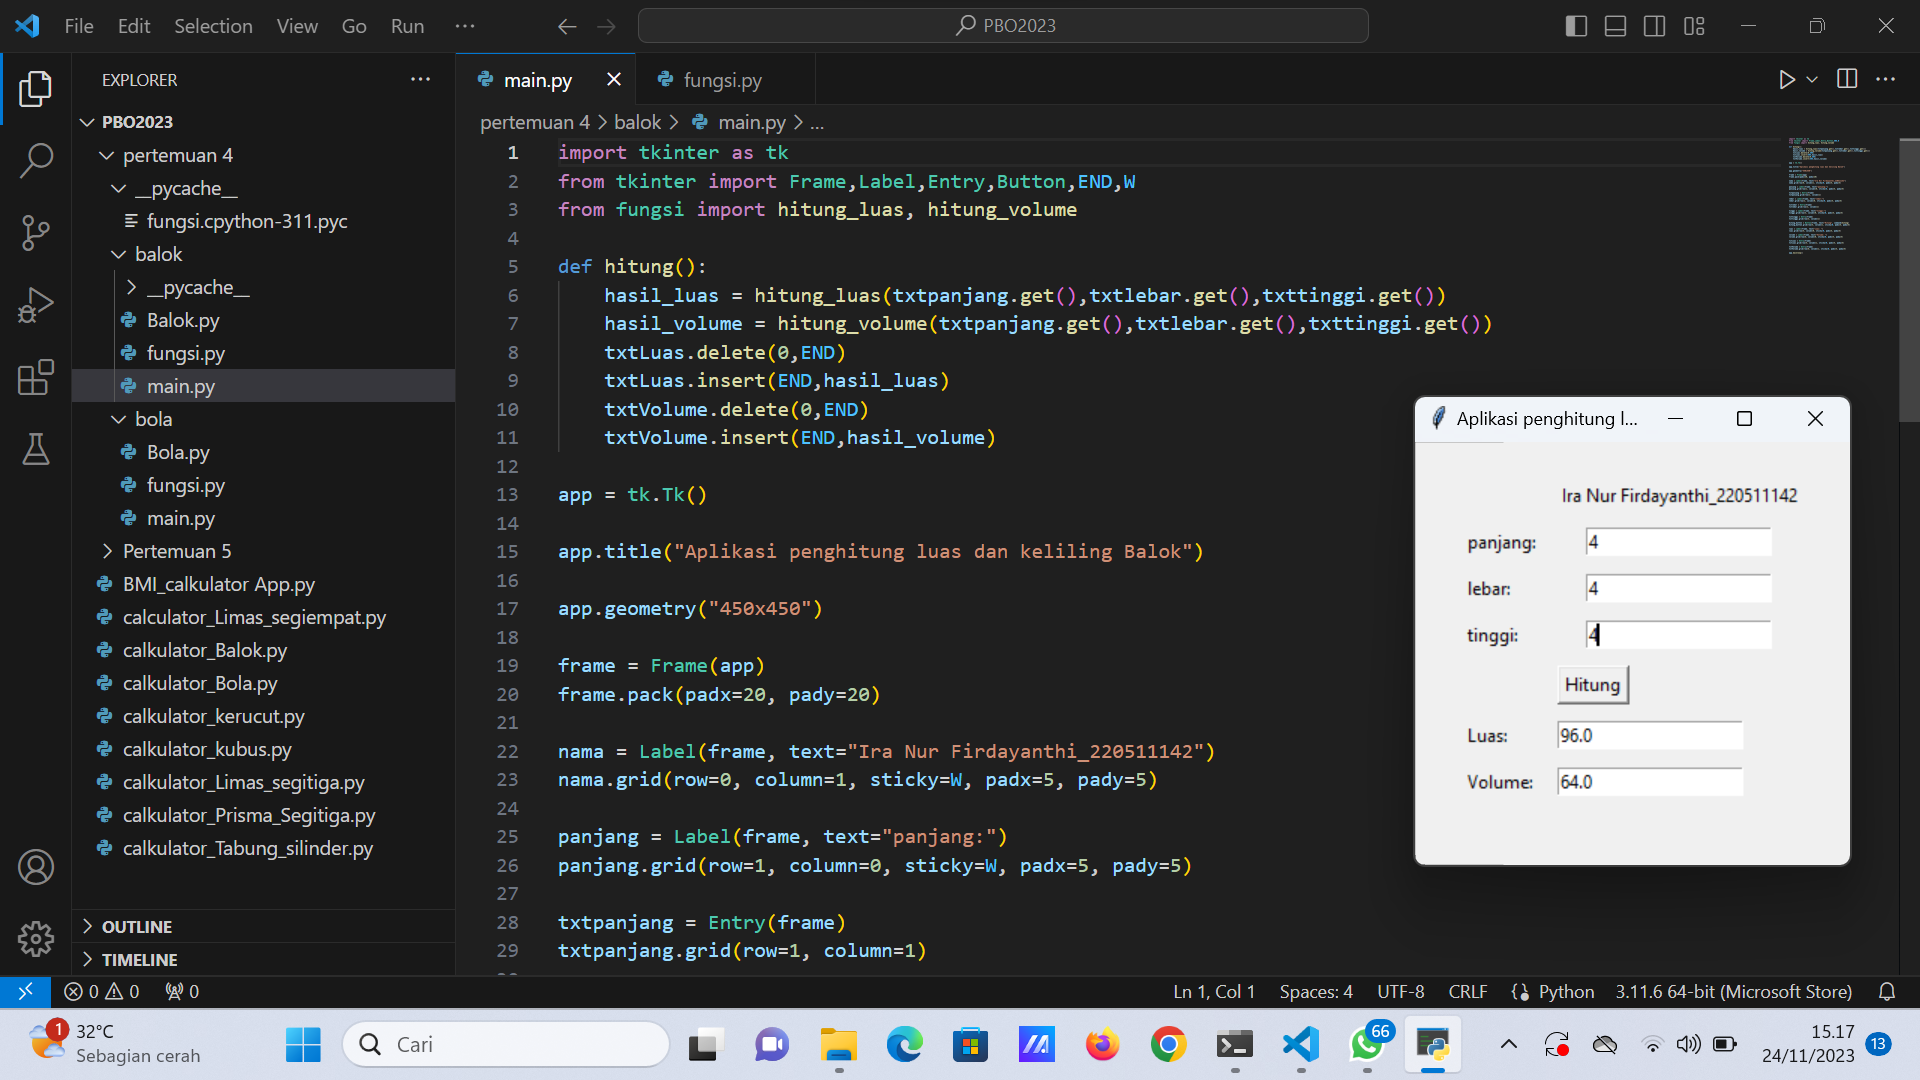 File Edit Selection View Go Run ...
PBO2023
EXPLORER
PBO2023
pertemuan 4
__pycache__
fungsi.cpython-311.pyc
balok
__pycache__
Balok.py
fungsi.py
main.py
bola
Bola.py
fungsi.py
main.py
Pertemuan 5
BMI_calkulator App.py
calculator_Limas_segiempat.py
calkulator_Balok.py
calkulator_Bola.py
calkulator_kerucut.py
calkulator_kubus.py
calkulator_Limas_segitiga.py
calkulator_Prisma_Segitiga.py
calkulator_Tabung_silinder.py
OUTLINE
TIMELINE
main.py fungsi.py
pertemuan 4 > balok > main.py > ...
1 import tkinter as tk
2 from tkinter import Frame,Label,Entry,Button,END,W
3 from fungsi import hitung_luas, hitung_volume
4
5 def hitung():
6 hasil_luas = hitung_luas(txtpanjang.get(),txtlebar.get(),txttinggi.get())
7 hasil_volume = hitung_volume(txtpanjang.get(),txtlebar.get(),txttinggi.get())
8 txtLuas.delete(0,END)
9 txtLuas.insert(END,hasil_luas)
10 txtVolume.delete(0,END)
11 txtVolume.insert(END,hasil_volume)
12
13 app = tk.Tk()
14
15 app.title("Aplikasi penghitung luas dan keliling Balok")
16
17 app.geometry("450x450")
18
19 frame = Frame(app)
20 frame.pack(padx=20, pady=20)
21
22 nama = Label(frame, text="Ira Nur Firdayanthi_220511142")
23 nama.grid(row=0, column=1, sticky=W, padx=5, pady=5)
24
25 panjang = Label(frame, text="panjang:")
26 panjang.grid(row=1, column=0, sticky=W, padx=5, pady=5)
27
28 txtpanjang = Entry(frame)
29 txtpanjang.grid(row=1, column=1)
Aplikasi penghitung l...
Ira Nur Firdayanthi_220511142
panjang: 4
lebar: 4
tinggi: 4
Hitung
Luas: 96.0
Volume: 64.0
0 0 0
Ln 1, Col 1 Spaces: 4 UTF-8 CRLF Python 3.11.6 64-bit (Microsoft Store)
1
32°C
Sebagian cerah
Cari
66
15.17
24/11/2023
13